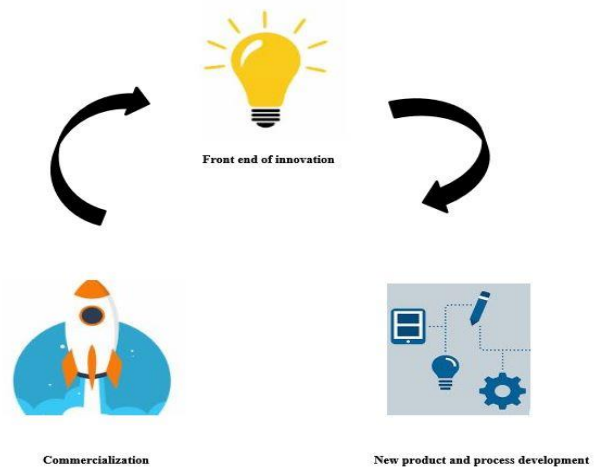 Front end of innovation
Commercialization
New product and process development